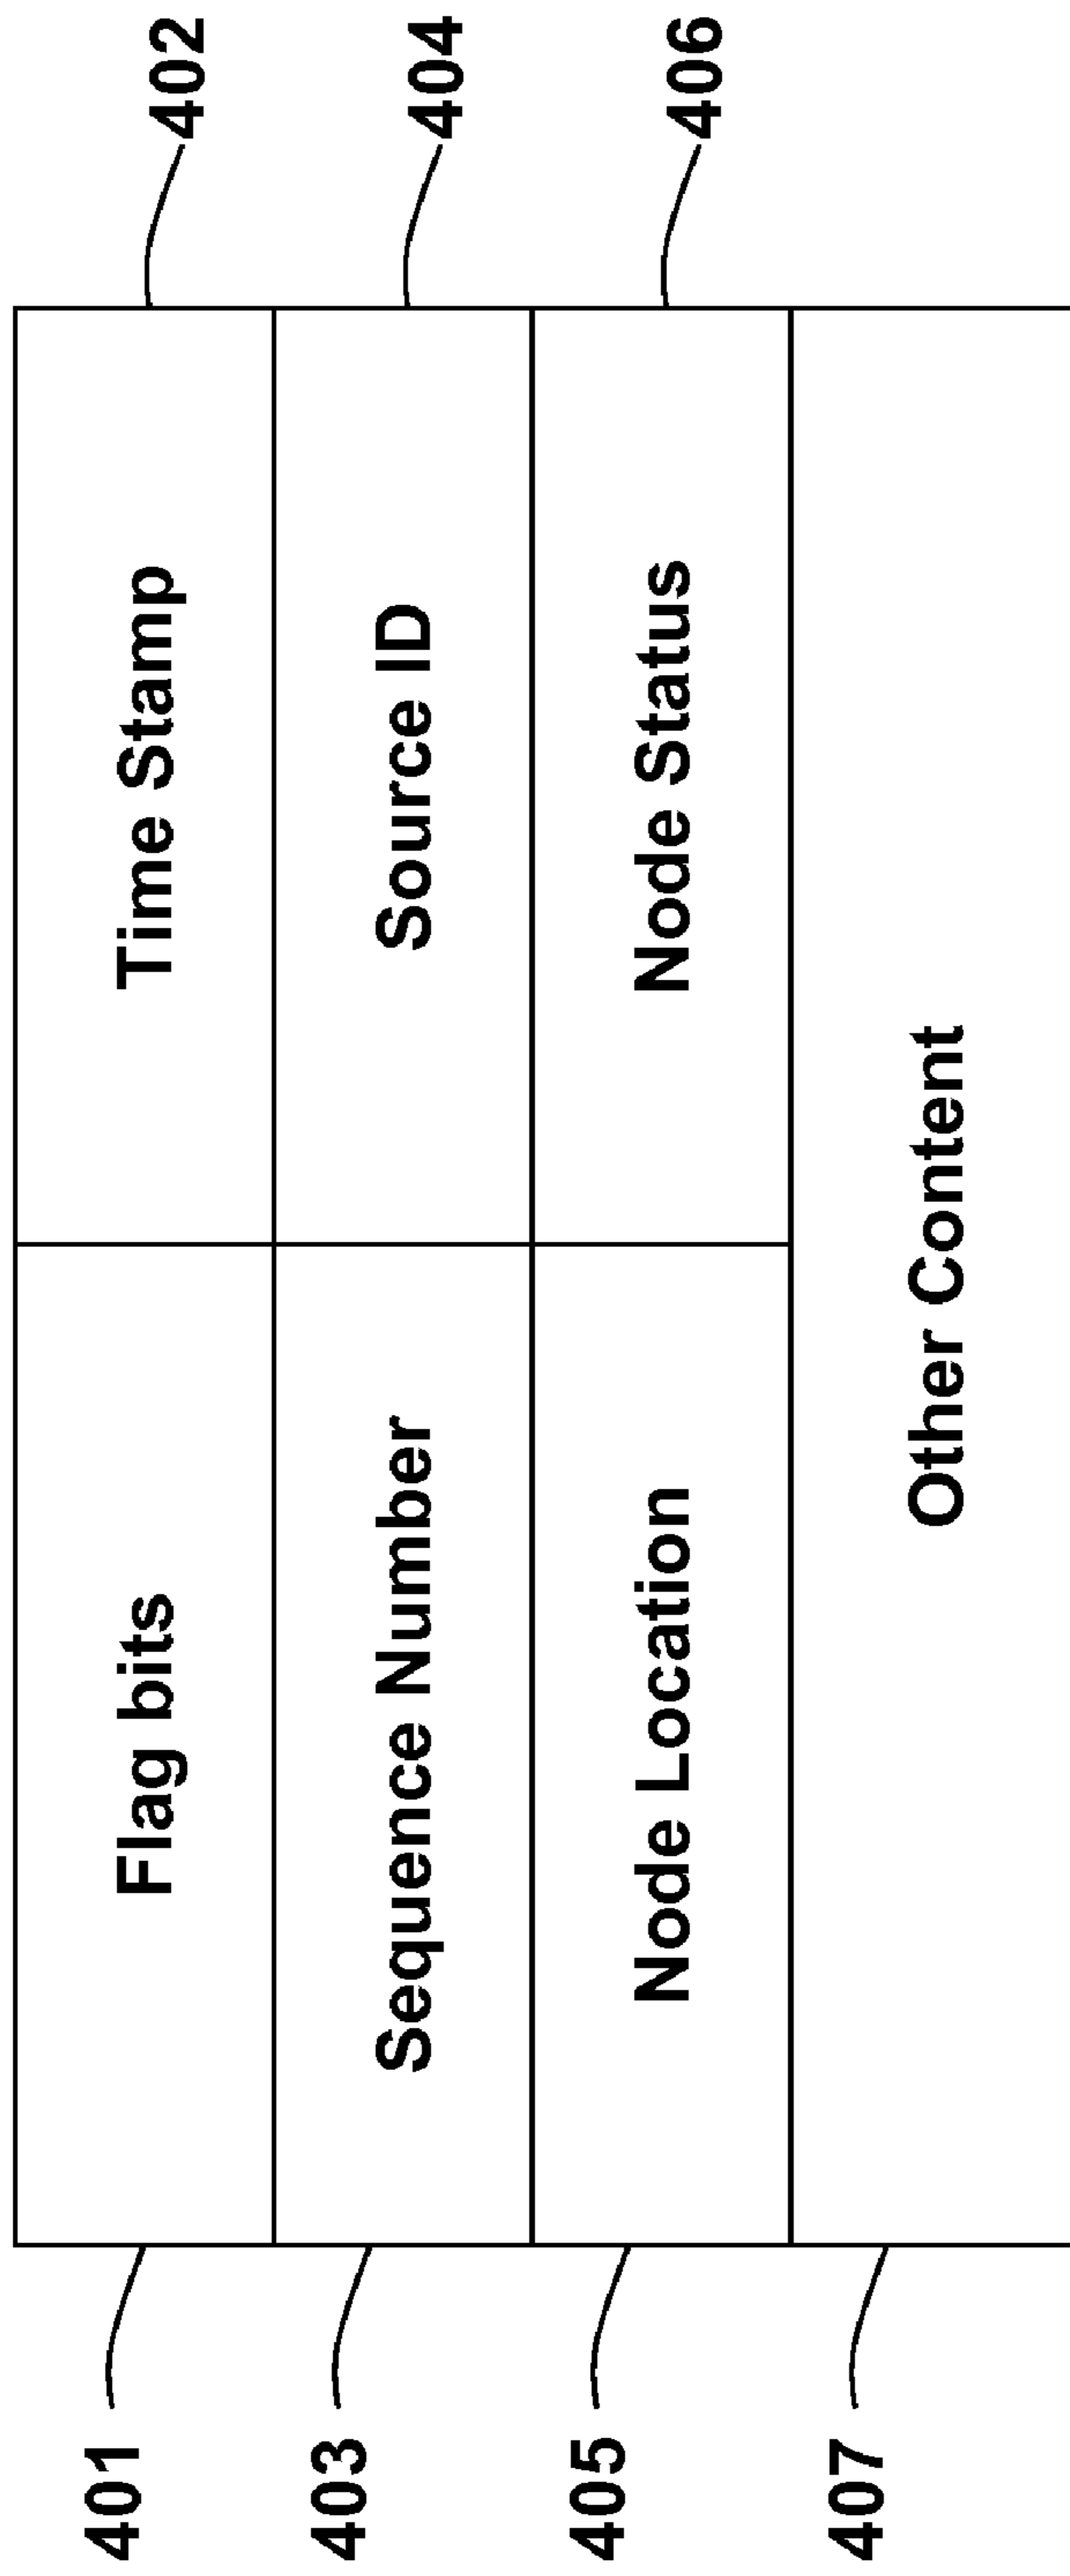 401
Flag bits
Time Stamp
402
403
Sequence Number
Source ID
404
405
Node Location
Node Status
406
407
Other Content